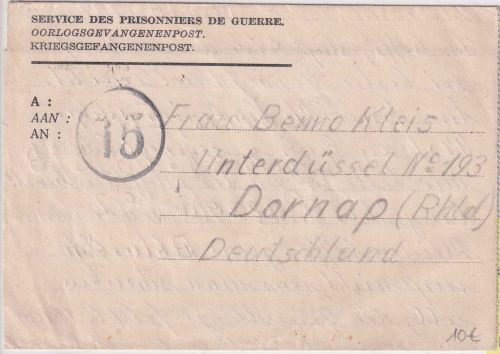 SERVICE DES PRISONNIERS DE GUERRE.
OORLOGSGEVANGENENPOST.
KRIEGSGEFANGENENPOST.
A :
AAN :
AN :
15
Frau Benno Kleis
Unterdüssel No 193
Dornap (Rhld)
Deutschland
10€